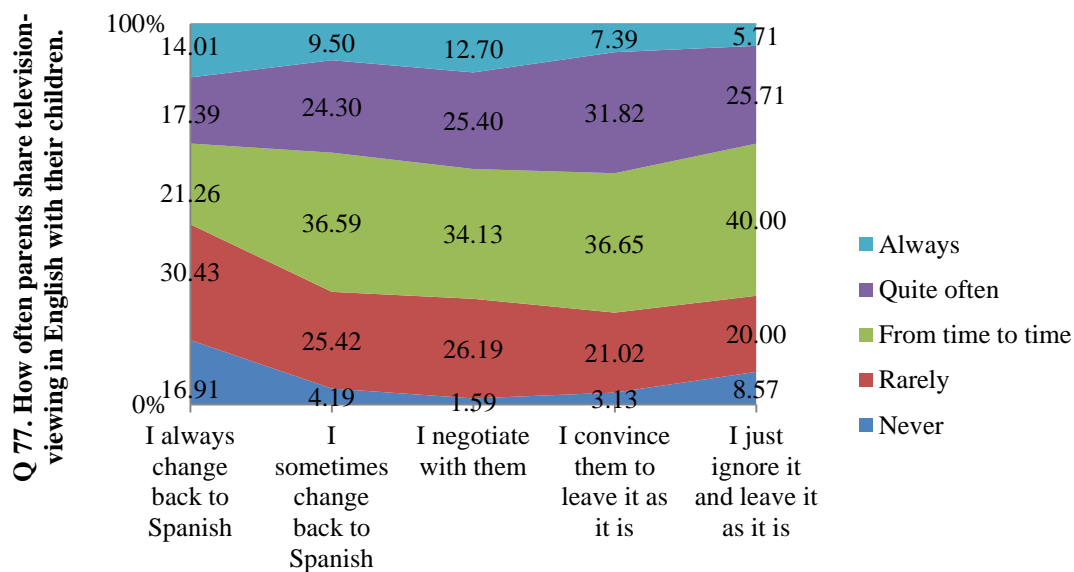 Q 77. How often parents share television-
viewing in English with their children.
100%
0%
14.01
9.50
12.70
7.39
5.71
17.39
24.30
25.40
31.82
25.71
21.26
36.59
34.13
36.65
40.00
30.43
25.42
26.19
21.02
20.00
16.91
4.19
1.59
3.13
8.57
I always
change
back to
Spanish
I
sometimes
change
back to
Spanish
I negotiate
with them
I convince
them to
leave it as
it is
I just
ignore it
and leave it
as it is
Always
Quite often
From time to time
Rarely
Never